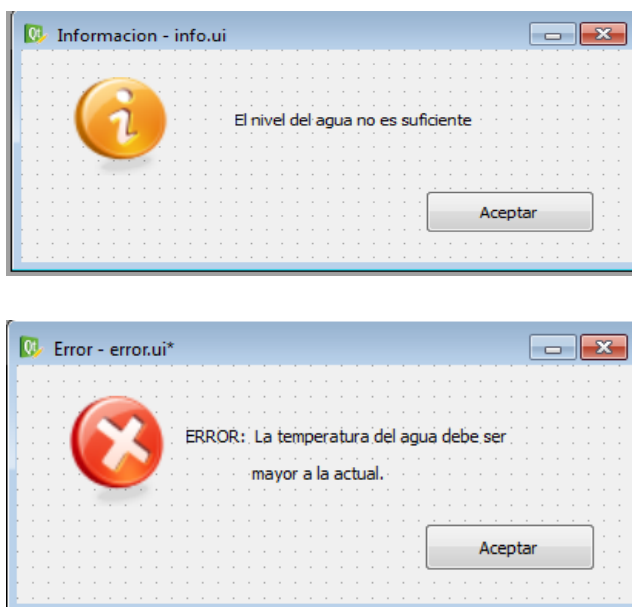 Informacion - info.ui
El nivel del agua no es suficiente
Aceptar
Error - error.ui*
ERROR: La temperatura del agua debe ser
mayor a la actual.
Aceptar